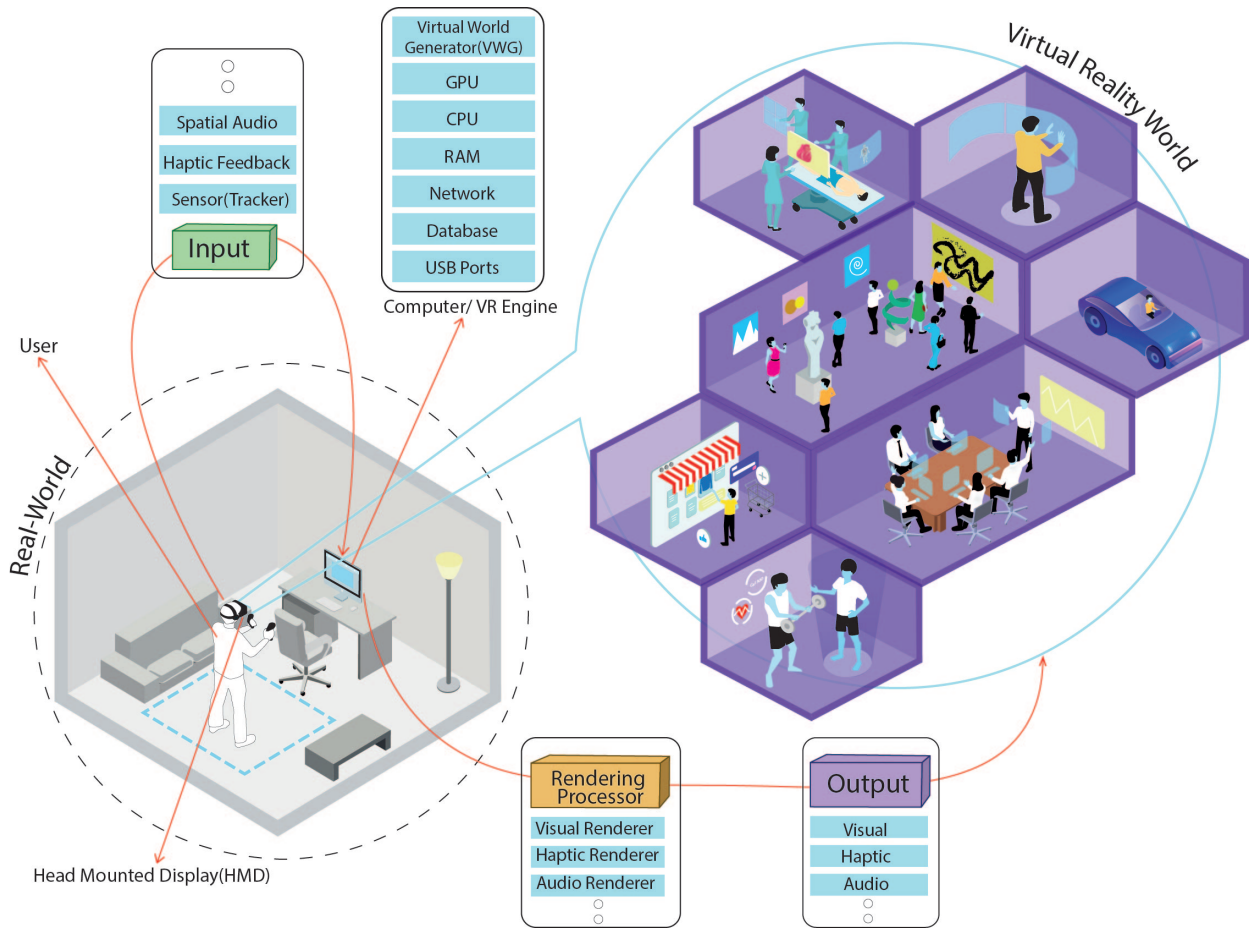 Spatial Audio
Haptic Feedback
Sensor(Tracker)
Input
Virtual World
Generator(VWG)
GPU
CPU
RAM
Network
Database
USB Ports
Computer/ VR Engine
Virtual Reality World
User
Real-World
Head Mounted Display(HMD)
Rendering
Processor
Visual Renderer
Haptic Renderer
Audio Renderer
Output
Visual
Haptic
Audio